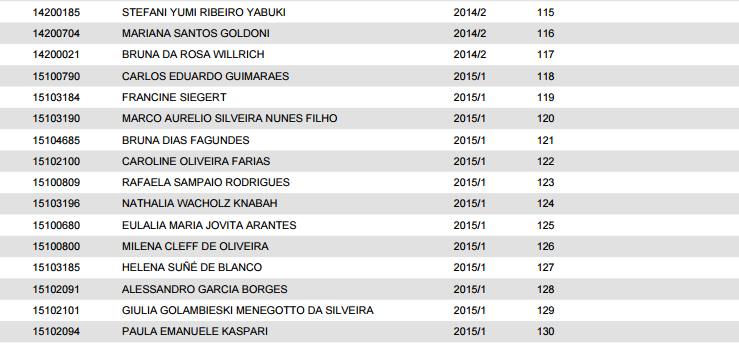 14200185 STEFANI YUMI RIBEIRO YABUKI 2014/2 115
14200704 MARIANA SANTOS GOLDONI 2014/2 116
14200021 BRUNA DA ROSA WILLRICH 2014/2 117
15100790 CARLOS EDUARDO GUIMARAES 2015/1 118
15103184 FRANCINE SIEGERT 2015/1 119
15103190 MARCO AURELIO SILVEIRA NUNES FILHO 2015/1 120
15104685 BRUNA DIAS FAGUNDES 2015/1 121
15102100 CAROLINE OLIVEIRA FARIAS 2015/1 122
15100809 RAFAELA SAMPAIO RODRIGUES 2015/1 123
15103196 NATHALIA WACHOLZ KNABAH 2015/1 124
15100680 EULALIA MARIA JOVITA ARANTES 2015/1 125
15100800 MILENA CLEFF DE OLIVEIRA 2015/1 126
15103185 HELENA SUÑÉ DE BLANCO 2015/1 127
15102091 ALESSANDRO GARCIA BORGES 2015/1 128
15102101 GIULIA GOLAMBIESKI MENEGOTTO DA SILVEIRA 2015/1 129
15102094 PAULA EMANUELE KASPARI 2015/1 130